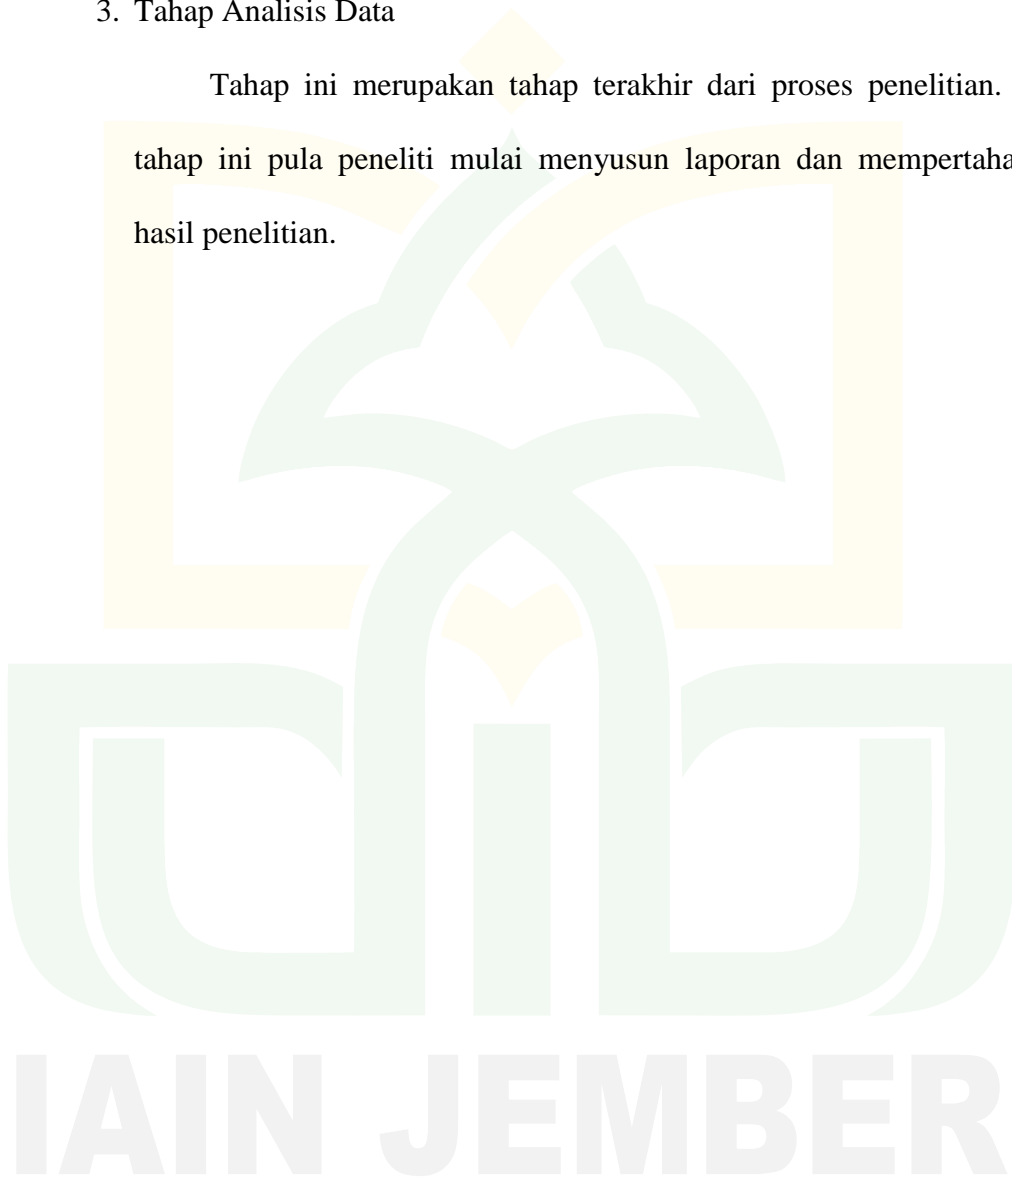 3. Tahap Analisis Data
Tahap ini merupakan tahap terakhir dari proses penelitian.
tahap ini pula peneliti mulai menyusun laporan dan
hasil penelitian.
IAIN JEMBER